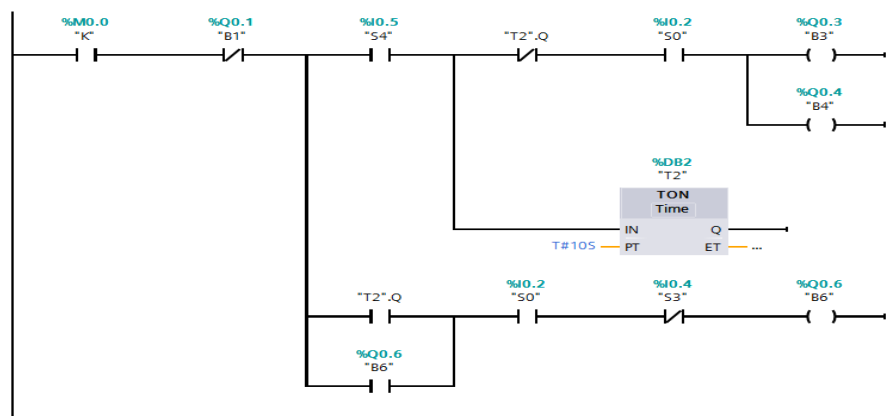 %M0.0 %Q0.1 %I0.5 %I0.2 %Q0.3
"K" "B1" "S4" "T2".Q "S0" "B3"
%Q0.4
"B4"
%DB2
"T2"
TON
Time
IN Q
T#10S PT ET ...
%I0.2 %I0.4 %Q0.6
"T2".Q "S0" "S3" "B6"
%Q0.6
"B6"